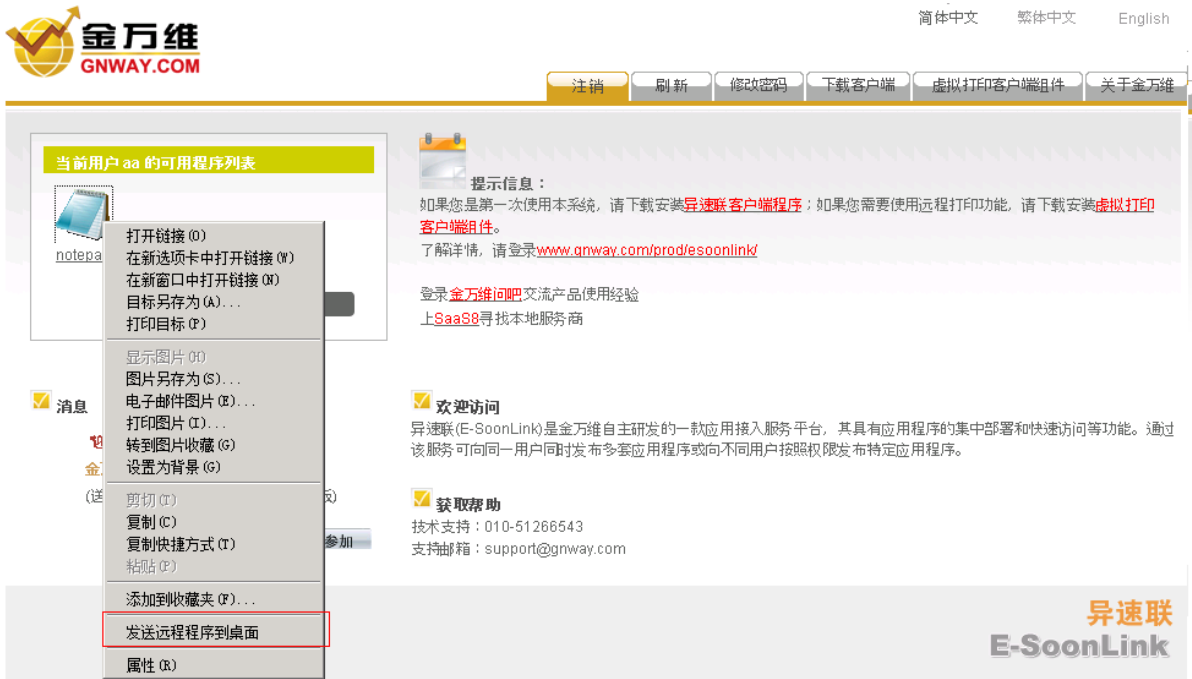 简体中文 繁体中文 English
金万维
GNWAY.COM
注销 刷新 修改密码 下载客户端 虚拟打印客户端组件 关于金万维
当前用户 aa 的可用程序列表
notepa
打开链接(O)
在新选项卡中打开链接(W)
在新窗口中打开链接(N)
目标另存为(A)...
打印目标(P)
显示图片(H)
图片另存为(S)...
电子邮件图片(E)...
打印图片(I)...
转到图片收藏(G)
设置为背景(G)
剪切(T)
复制(C)
复制快捷方式(T)
粘贴(P)
添加到收藏夹(F)...
发送远程程序到桌面
属性(R)
提示信息：
如果您是第一次使用本系统，请下载安装异速联客户端程序；如果您需要使用远程打印功能，请下载安装虚拟打印
客户端组件。
了解详情，请登录www.gnway.com/prod/esoonlink/
登录金万维问吧交流产品使用经验
上SaaS8寻找本地服务商
消息
迎
金
(送
版)
参加
欢迎访问
异速联(E-SoonLink)是金万维自主研发的一款应用接入服务平台，其具有应用程序的集中部署和快速访问等功能。通过
该服务可向同一用户同时发布多套应用程序或向不同用户按照权限发布特定应用程序。
获取帮助
技术支持：010-51266543
支持邮箱：support@gnway.com
异速联
E-SoonLink